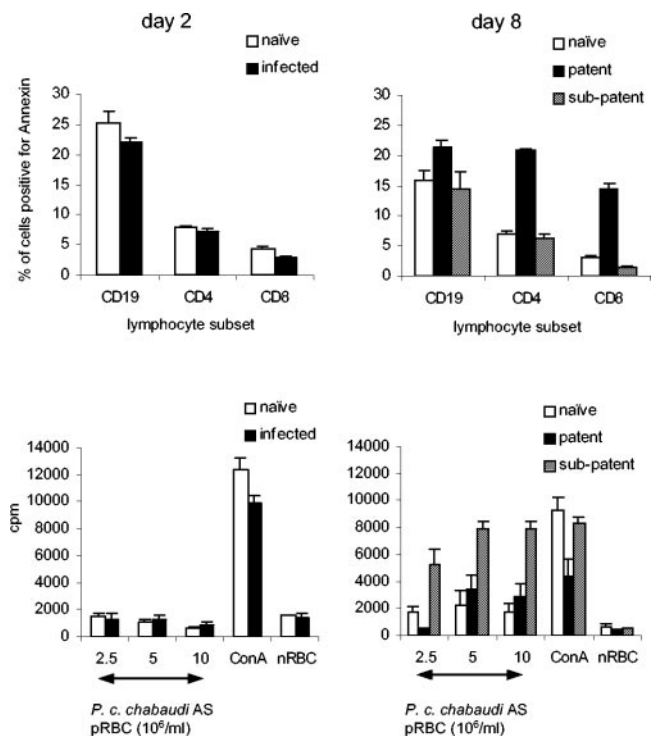 day 2
naïve
infected
% of cells positive for Annexin
30
25
20
15
10
5
0
CD19 CD4 CD8
lymphocyte subset
day 8
naïve
patent
sub-patent
30
25
20
15
10
5
0
CD19 CD4 CD8
lymphocyte subset
naïve
infected
cpm
14000
12000
10000
8000
6000
4000
2000
0
2.5 5 10 ConA nRBC
P. c. chabaudi AS
pRBC (10⁶/ml)
naïve
patent
sub-patent
14000
12000
10000
8000
6000
4000
2000
0
2.5 5 10 ConA nRBC
P. c. chabaudi AS
pRBC (10⁶/ml)